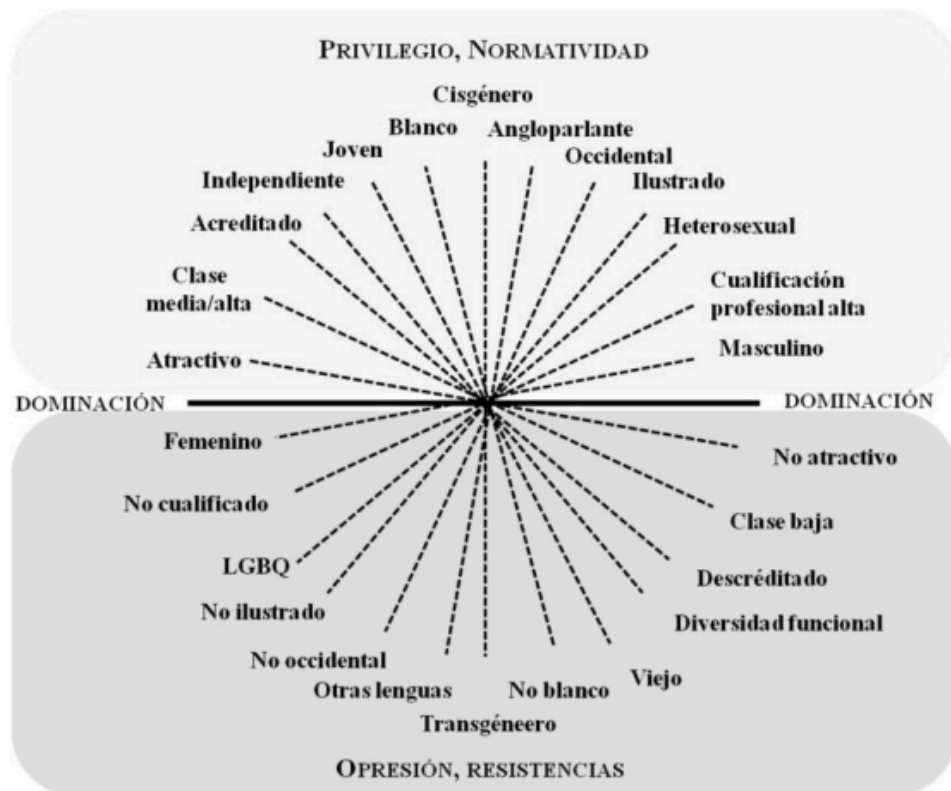 PRIVILEGIO, NORMATIVIDAD
Cisgénero
Blanco
Angloparlante
Joven
Occidental
Independiente
Ilustrado
Acreditado
Heterosexual
Clase
media/alta
Cualificación
profesional alta
Atractivo
Masculino
DOMINACIÓN
DOMINACIÓN
Femenino
No atractivo
No cualificado
Clase baja
LGBQ
Descréditado
No ilustrado
Diversidad funcional
No occidental
Viejo
Otras lenguas
No blanco
Transgéneero
OPRESIÓN, RESISTENCIAS